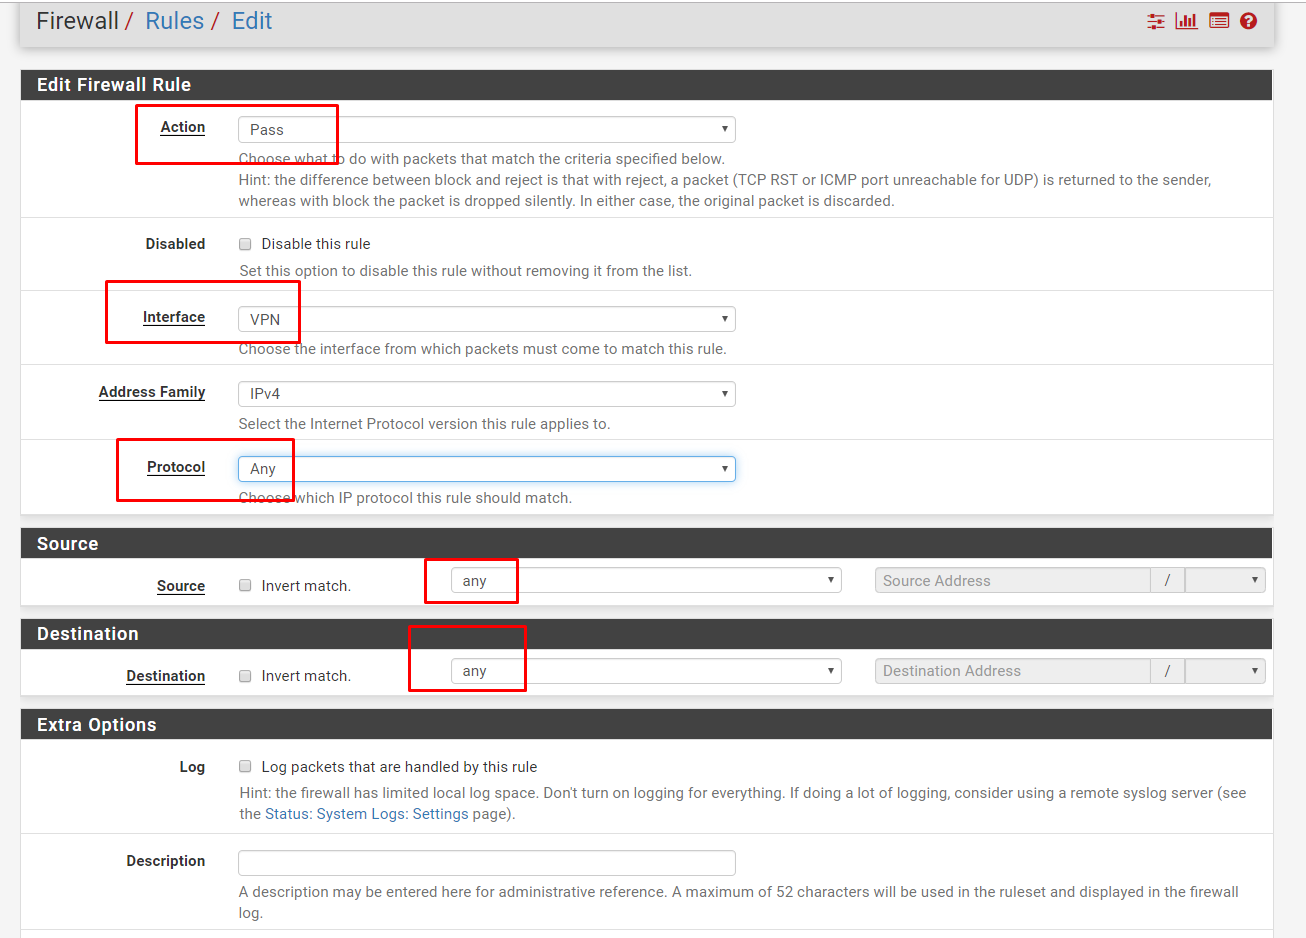 Firewall / Rules / Edit
Edit Firewall Rule
Action
Pass
Choose what to do with packets that match the criteria specified below.
Hint: the difference between block and reject is that with reject, a packet (TCP RST or ICMP port unreachable for UDP) is returned to the sender,
whereas with block the packet is dropped silently. In either case, the original packet is discarded.
Disabled
Disable this rule
Set this option to disable this rule without removing it from the list.
Interface
VPN
Choose the interface from which packets must come to match this rule.
Address Family
IPv4
Select the Internet Protocol version this rule applies to.
Protocol
Any
Choose which IP protocol this rule should match.
Source
Source
Invert match.
any
Source Address
/
Destination
Destination
Invert match.
any
Destination Address
/
Extra Options
Log
Log packets that are handled by this rule
Hint: the firewall has limited local log space. Don't turn on logging for everything. If doing a lot of logging, consider using a remote syslog server (see
the Status: System Logs: Settings page).
Description
A description may be entered here for administrative reference. A maximum of 52 characters will be used in the ruleset and displayed in the firewall
log.